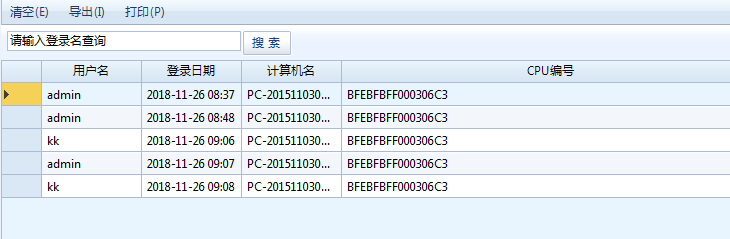 清空(E) 导出(I) 打印(P)
请输入登录名查询 搜 索
用户名 登录日期 计算机名 CPU编号
admin 2018-11-26 08:37 PC-201511030... BFEBFBFF000306C3
admin 2018-11-26 08:48 PC-201511030... BFEBFBFF000306C3
kk 2018-11-26 09:06 PC-201511030... BFEBFBFF000306C3
admin 2018-11-26 09:07 PC-201511030... BFEBFBFF000306C3
kk 2018-11-26 09:08 PC-201511030... BFEBFBFF000306C3